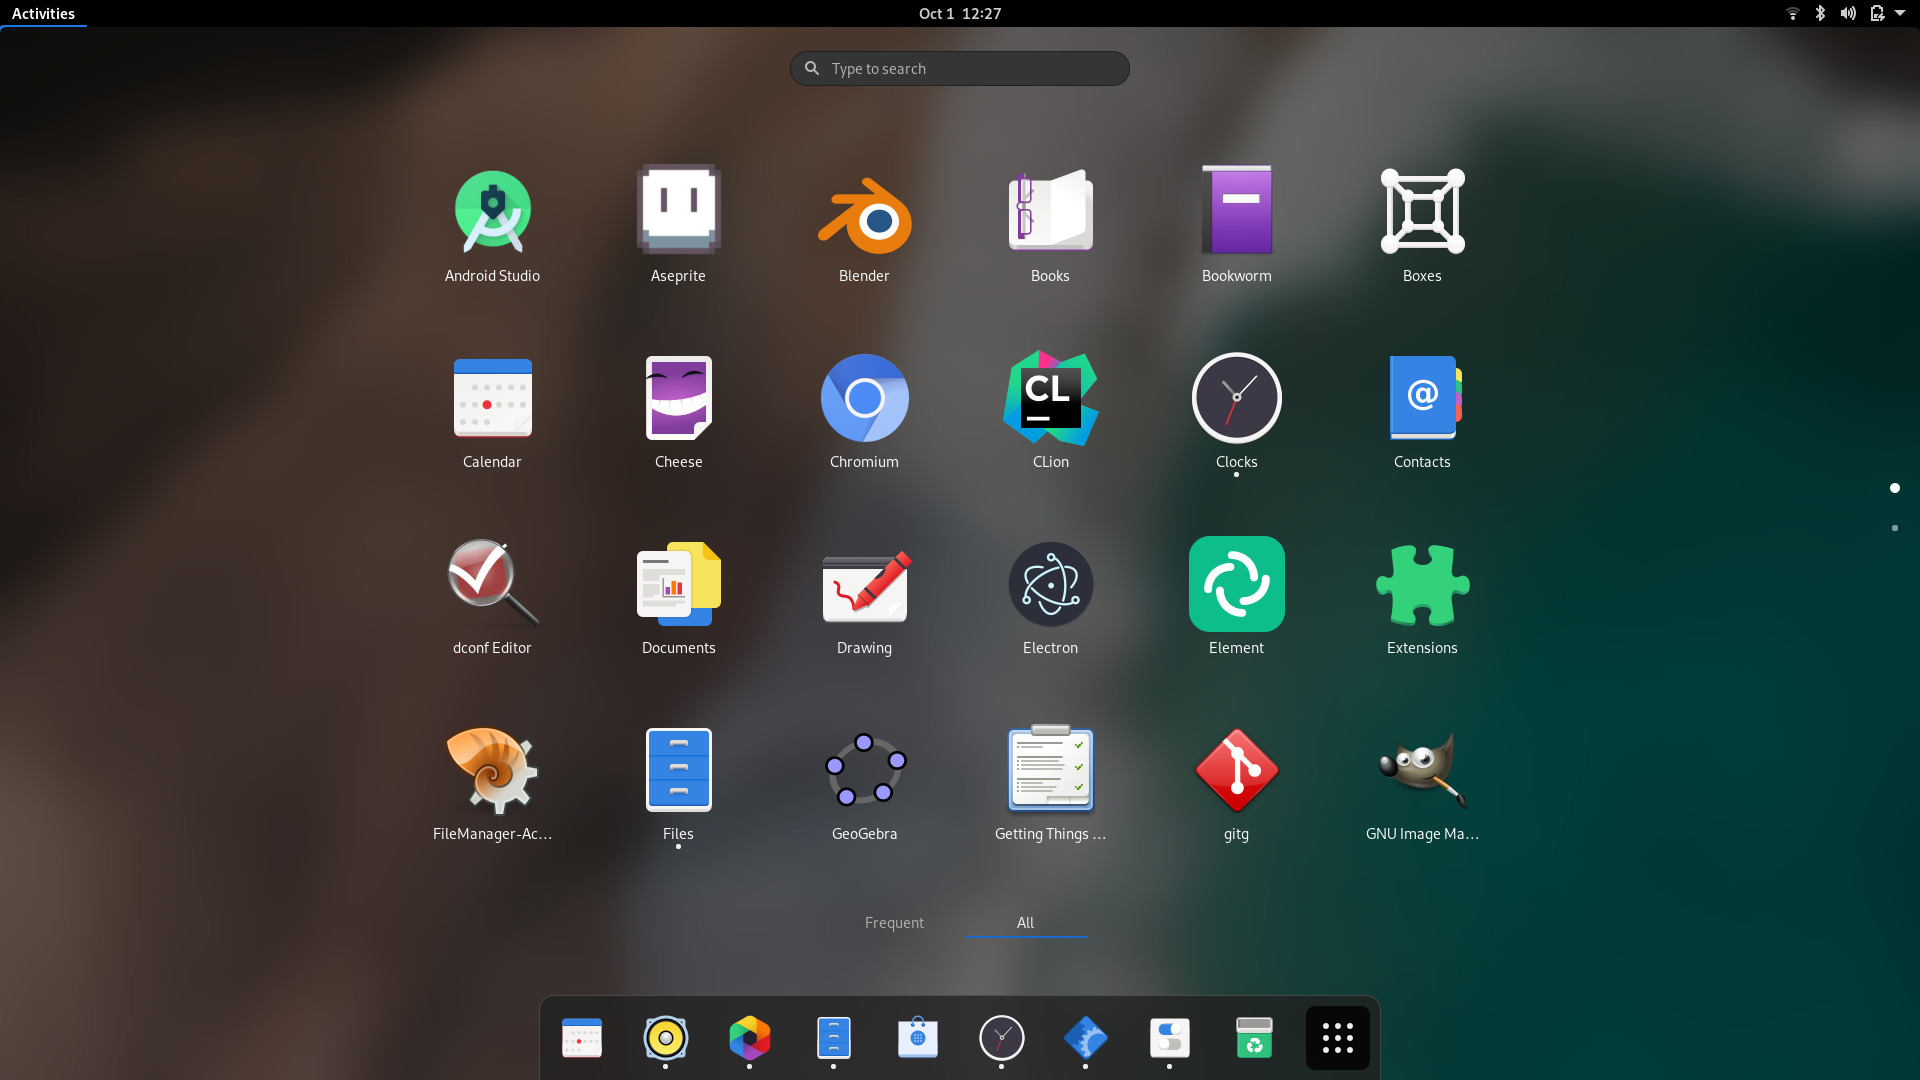 Activities
Oct 1 12:27
Type to search
Android Studio
Aseprite
Blender
Books
Bookworm
Boxes
Calendar
Cheese
Chromium
CL
CLion
Clocks
@
Contacts
dconf Editor
Documents
Drawing
Electron
Element
Extensions
FileManager-Ac...
Files
GeoGebra
Getting Things ...
gitg
GNU Image Ma...
Frequent
All